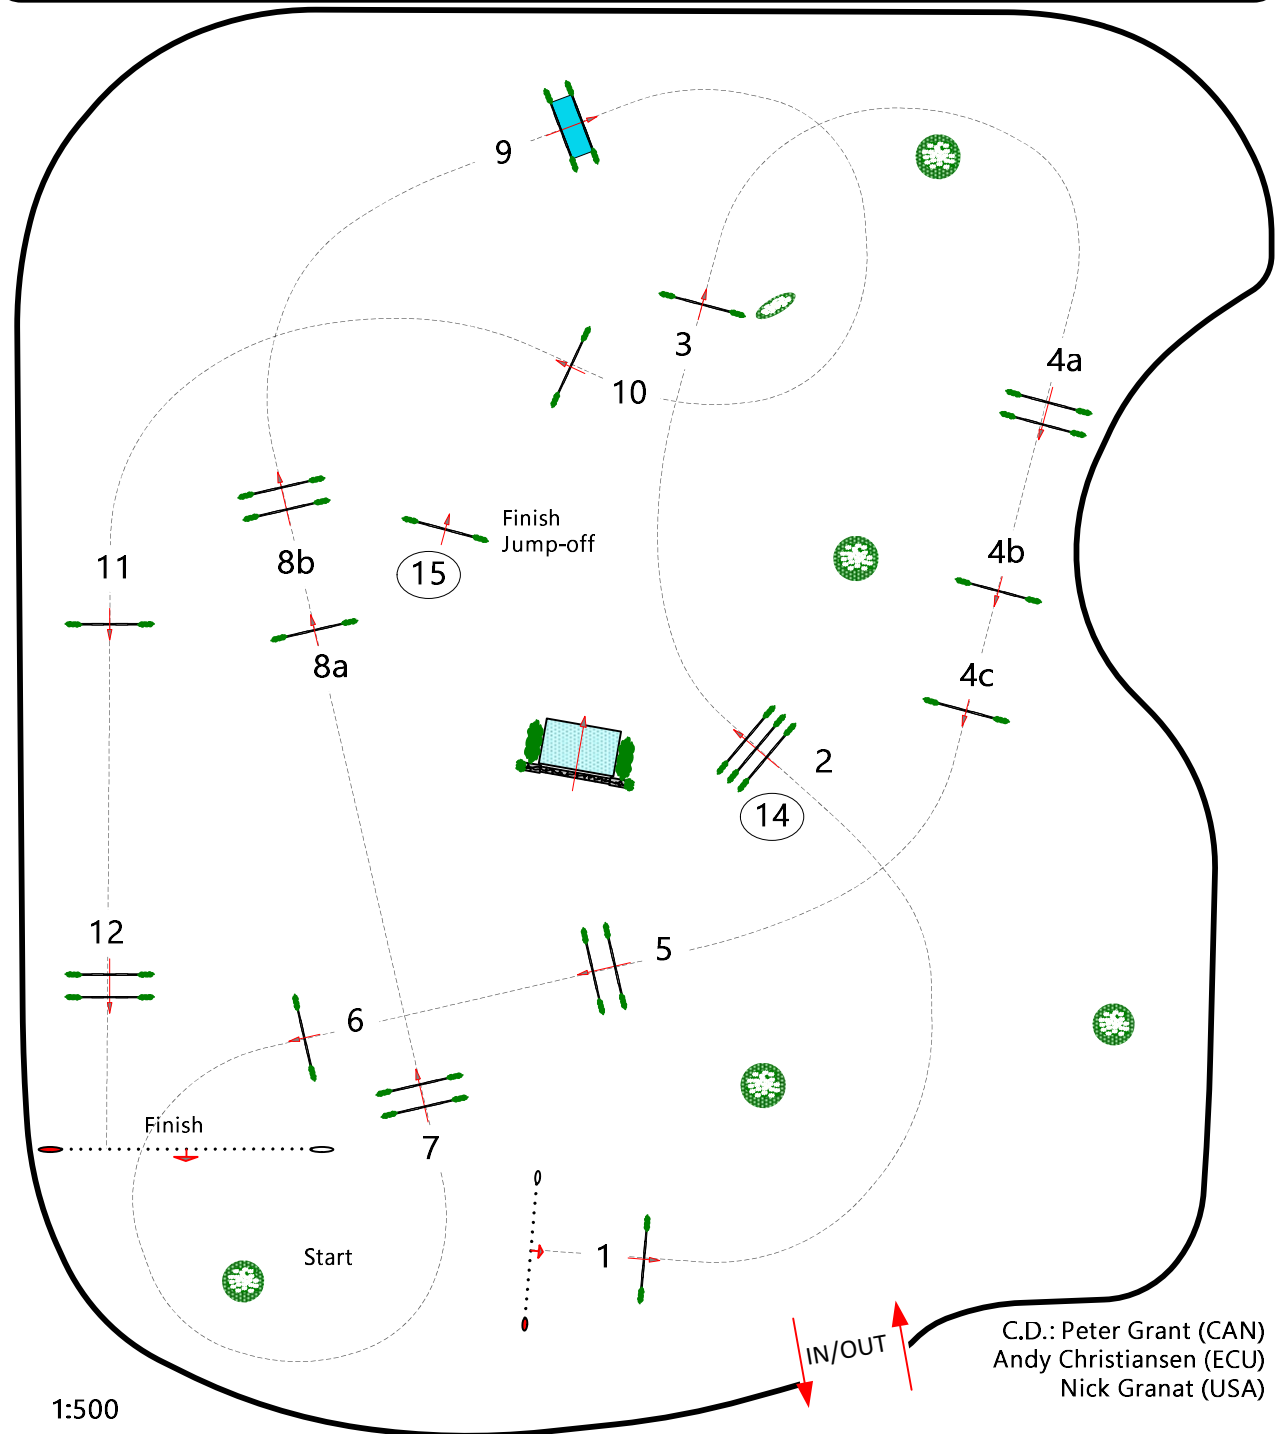 9
3
4a
10
Finish
Jump-off
15
11
8b
4b
8a
4c
2
14
12
5
6
Finish
7
Start
1
IN/OUT
C.D.: Peter Grant (CAN)
Andy Christiansen (ECU)
Nick Granat (USA)
1:500